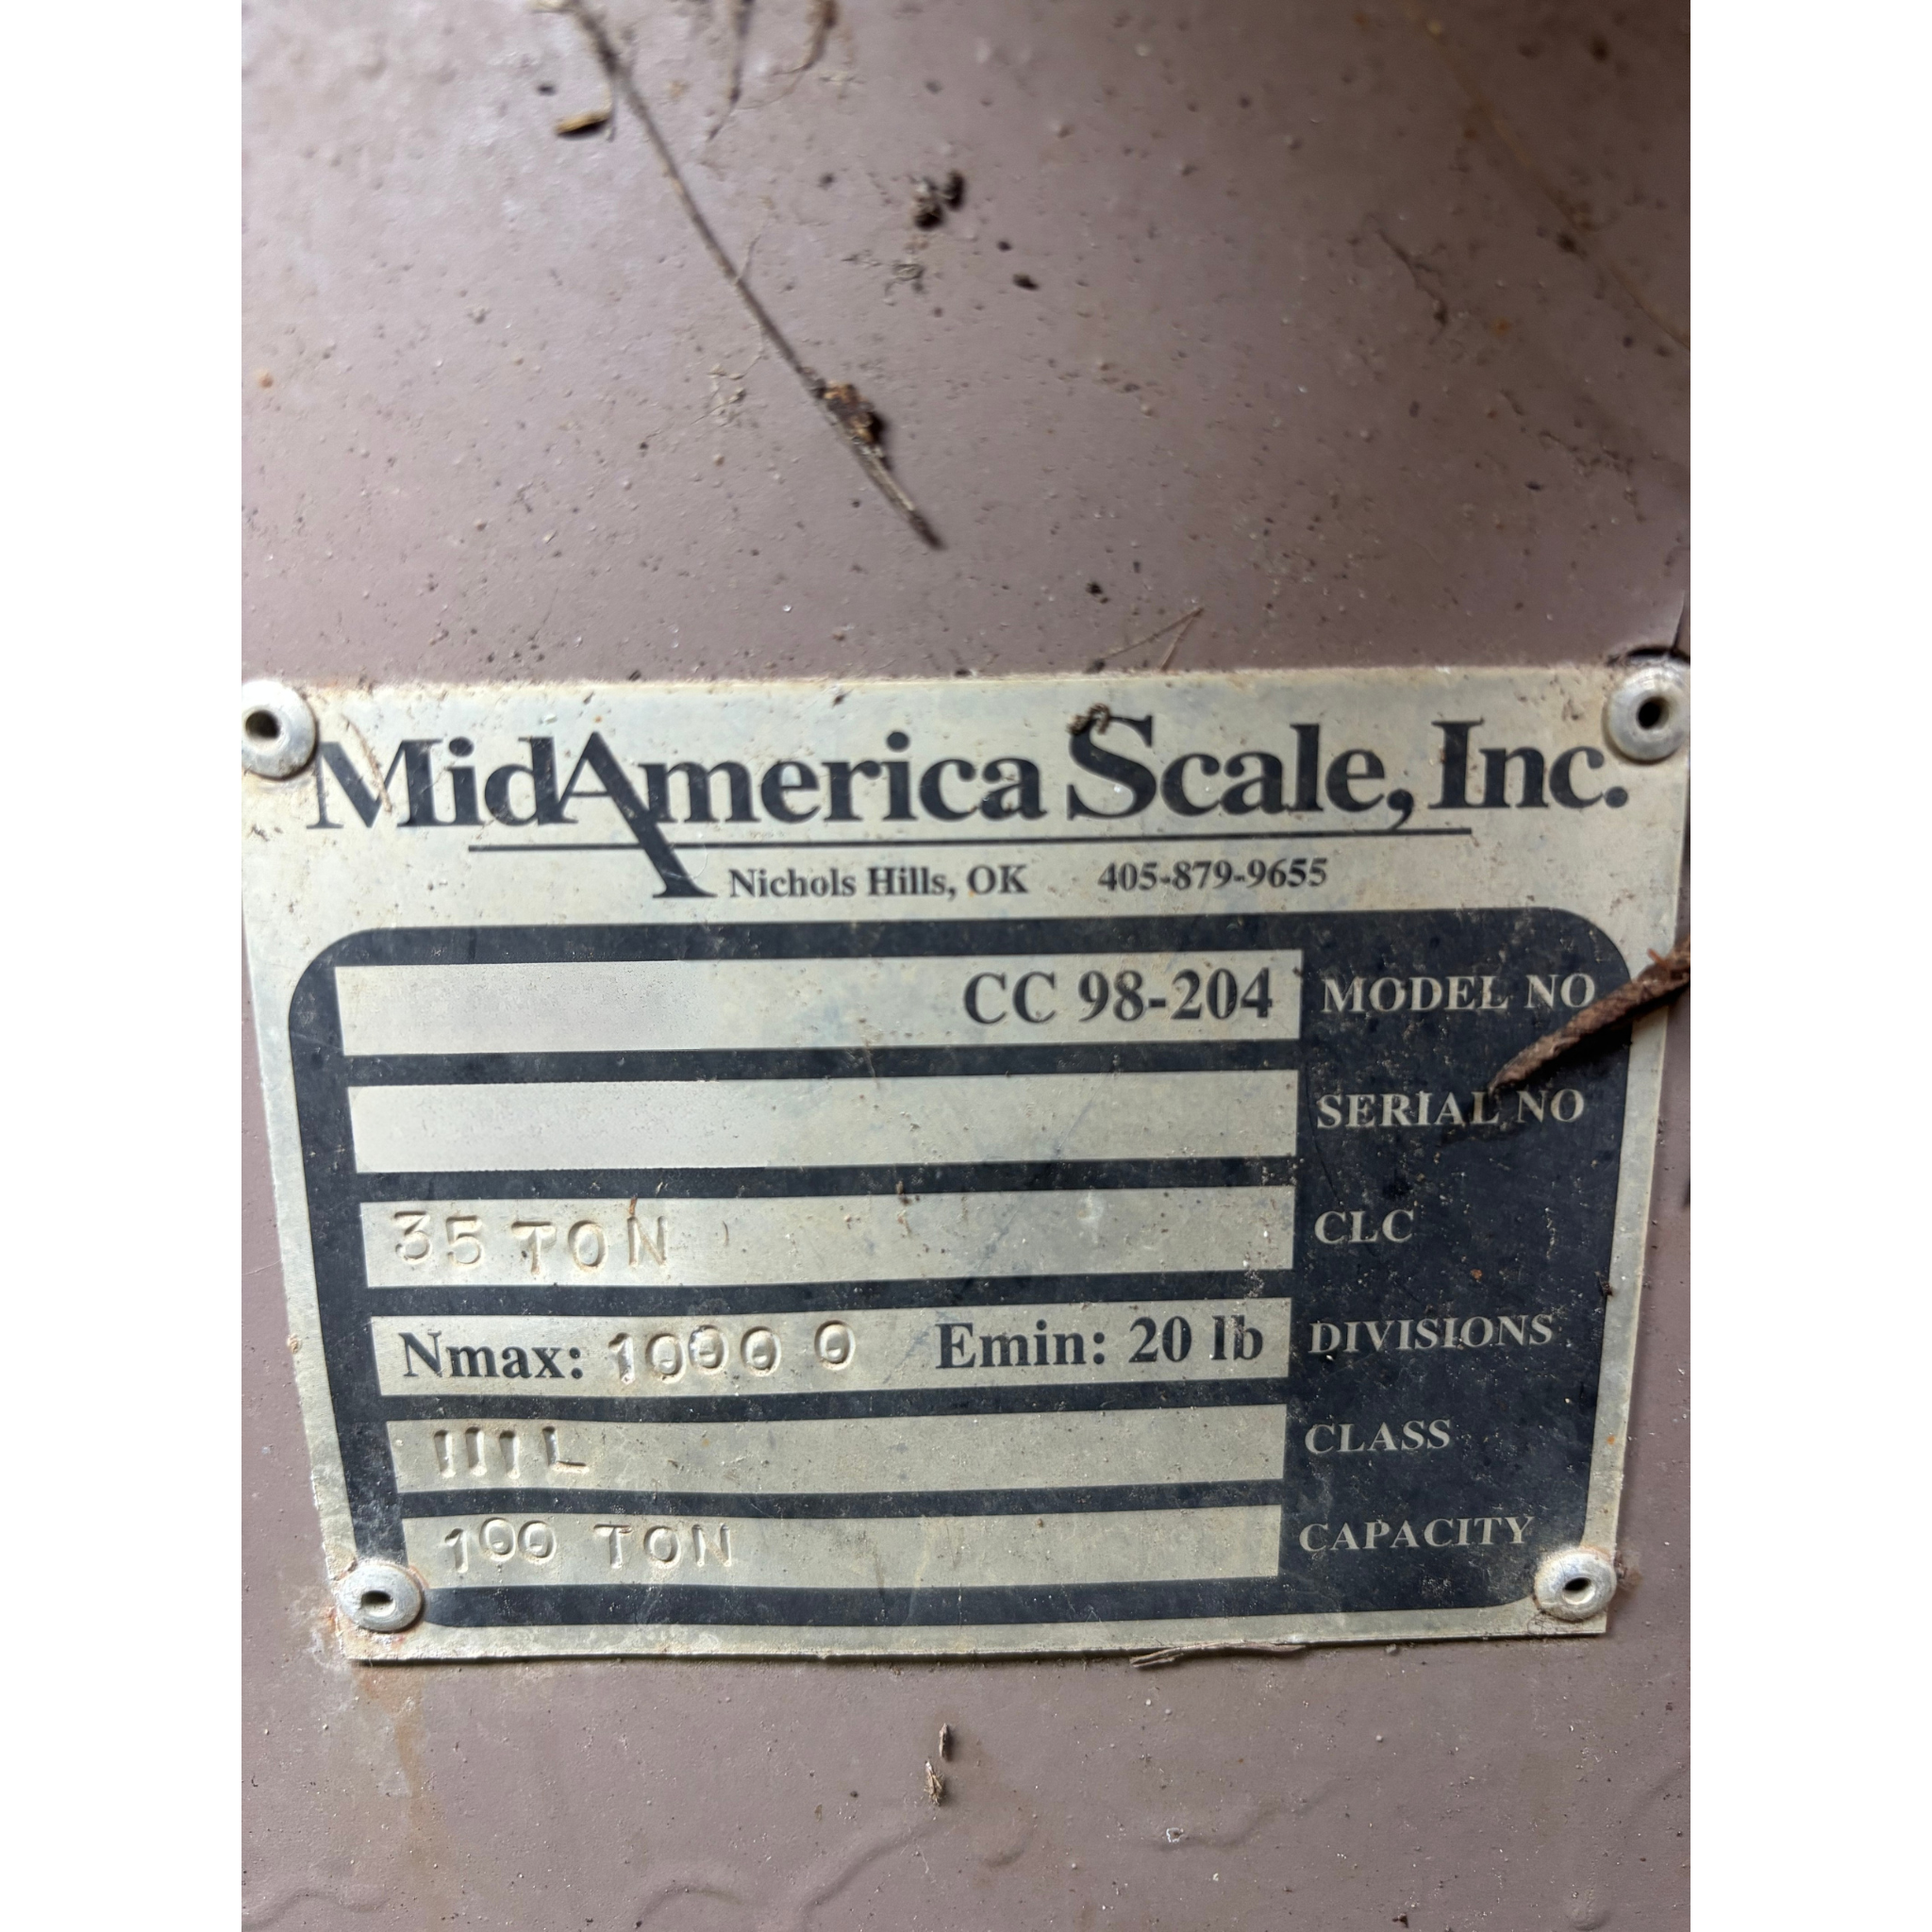 MidAmerica Scale, Inc.
Nichols Hills, OK 405-879-9655
CC 98-204 MODEL NO
SERIAL NO
35 TON CLC
Nmax: 10000 Emin: 20 lb DIVISIONS
IIIL CLASS
100 TON CAPACITY